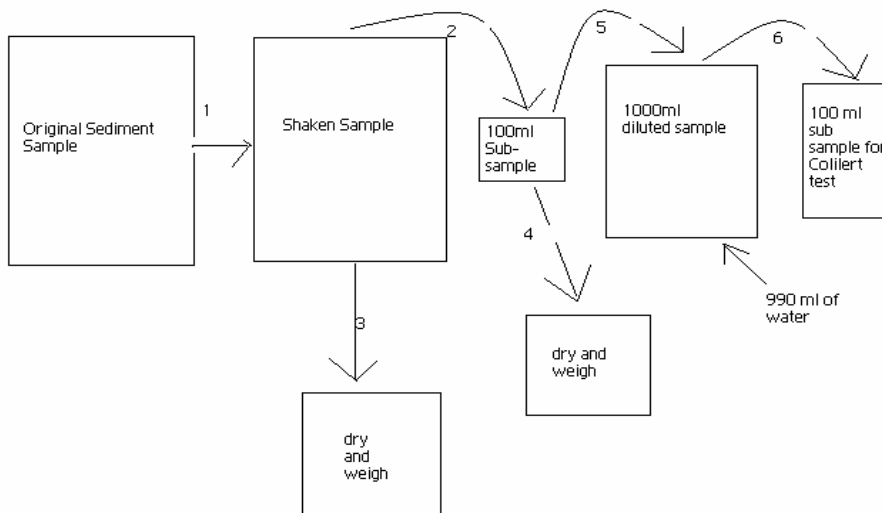 1
Original Sediment
Sample
Shaken Sample
2
100ml
Sub-
sample
3
dry
and
weigh
4
dry and
weigh
5
1000ml
diluted sample
990 ml of
water
6
100 ml
sub
sample for
Colilert
test